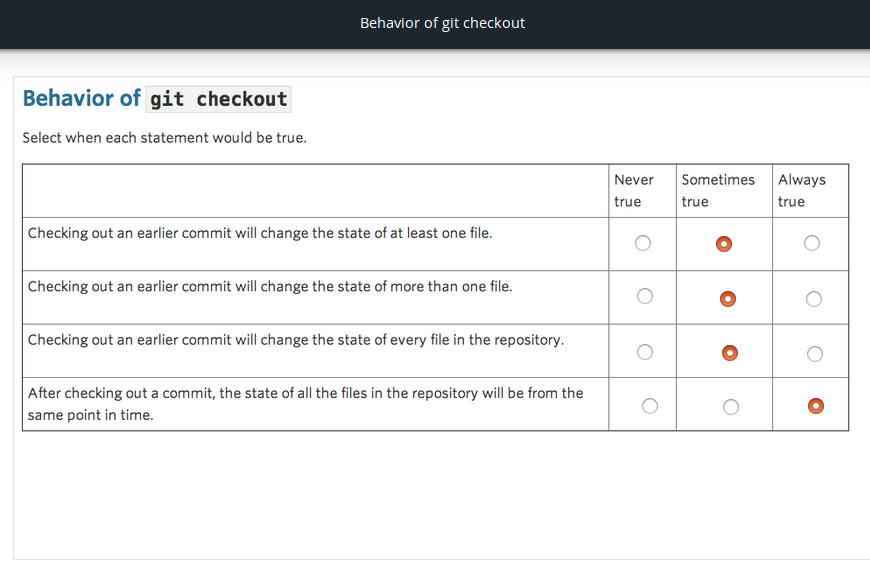 Behavior of git checkout
Behavior of git checkout
Select when each statement would be true.
Never true
Sometimes true
Always true
Checking out an earlier commit will change the state of at least one file.
Checking out an earlier commit will change the state of more than one file.
Checking out an earlier commit will change the state of every file in the repository.
After checking out a commit, the state of all the files in the repository will be from the
same point in time.